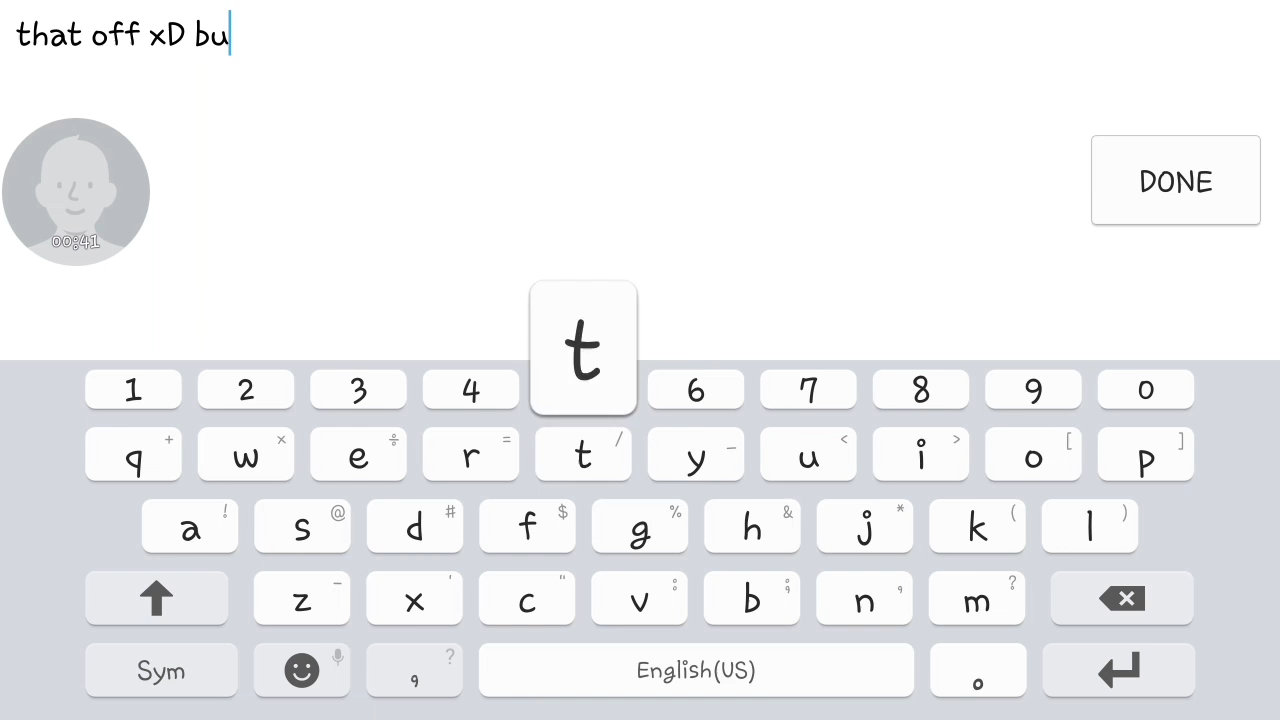 that off xD bu
00:41
DONE
t
1 2 3 4 6 7 8 9 0
q + w × e ÷ r = t / y _ u < i > o [ p ]
a ! s @ d # f $ g % h & j * k ( l )
z - x ' c " v : b ; n , m ?
Sym , ? English(US) .